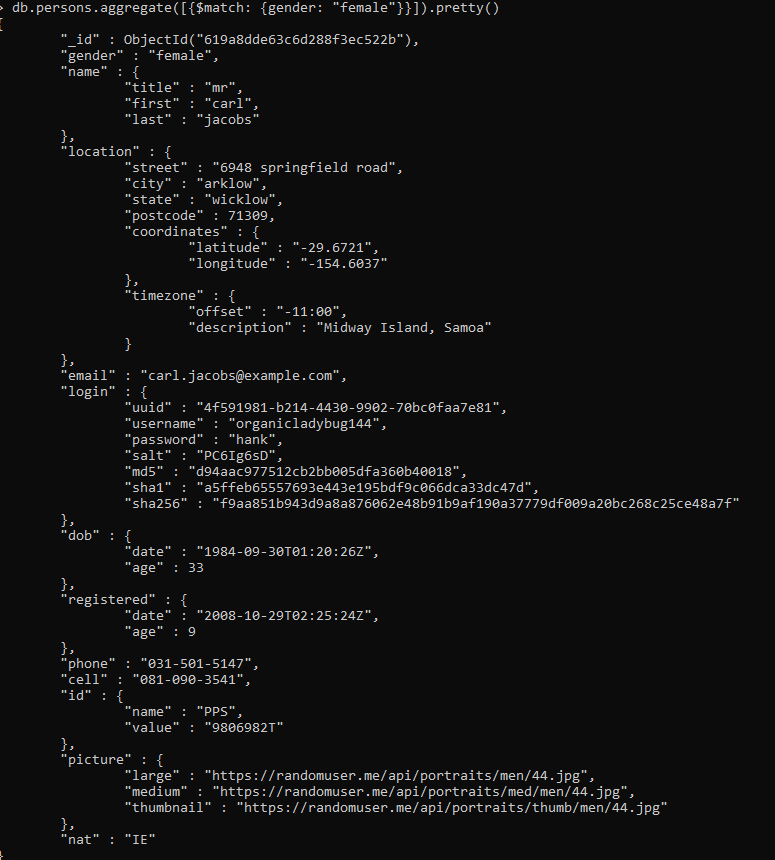 > db.persons.aggregate([{$match: {gender: "female"}}]).pretty()
{
        "_id" : ObjectId("619a8dde63c6d288f3ec522b"),
        "gender" : "female",
        "name" : {
                "title" : "mr",
                "first" : "carl",
                "last" : "jacobs"
        },
        "location" : {
                "street" : "6948 springfield road",
                "city" : "arklow",
                "state" : "wicklow",
                "postcode" : 71309,
                "coordinates" : {
                        "latitude" : "-29.6721",
                        "longitude" : "-154.6037"
                },
                "timezone" : {
                        "offset" : "-11:00",
                        "description" : "Midway Island, Samoa"
                }
        },
        "email" : "carl.jacobs@example.com",
        "login" : {
                "uuid" : "4f591981-b214-4430-9902-70bc0faa7e81",
                "username" : "organicladybug144",
                "password" : "hank",
                "salt" : "PC6Ig6sD",
                "md5" : "d94aac977512cb2bb005dfa360b40018",
                "sha1" : "a5ffeb65557693e443e195bdf9c066dca33dc47d",
                "sha256" : "f9aa851b943d9a8a876062e48b91b9af190a37779df009a20bc268c25ce48a7f"
        },
        "dob" : {
                "date" : "1984-09-30T01:20:26Z",
                "age" : 33
        },
        "registered" : {
                "date" : "2008-10-29T02:25:24Z",
                "age" : 9
        },
        "phone" : "031-501-5147",
        "cell" : "081-090-3541",
        "id" : {
                "name" : "PPS",
                "value" : "9806982T"
        },
        "picture" : {
                "large" : "https://randomuser.me/api/portraits/men/44.jpg",
                "medium" : "https://randomuser.me/api/portraits/med/men/44.jpg",
                "thumbnail" : "https://randomuser.me/api/portraits/thumb/men/44.jpg"
        },
        "nat" : "IE"
}